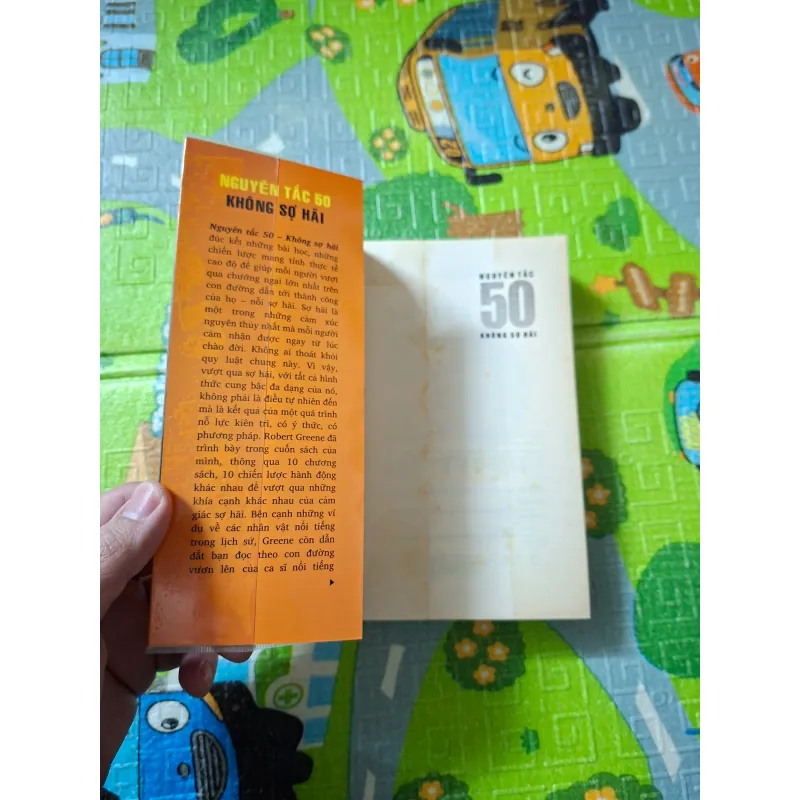 NGUYÊN TẮC 50
KHÔNG SỢ HÃI
Nguyên tắc 50 – Không sợ hãi
đúc kết những bài học, những
chiến lược mang tính thực tế
cao độ để giúp mỗi người vượt
qua chướng ngại lớn nhất trên
con đường dẫn tới thành công
của họ – nỗi sợ hãi. Sợ hãi là
một trong những cảm xúc
nguyên thủy nhất mà mỗi người
cảm nhận được ngay từ lúc
chào đời. Không ai thoát khỏi
quy luật chung này. Vì vậy,
vượt qua sợ hãi, với tất cả hình
thức cung bậc đa dạng của nó,
không phải là điều tự nhiên đến
mà là kết quả của một quá trình
nỗ lực kiên trì, có ý thức, có
phương pháp. Robert Greene đã
trình bày trong cuốn sách của
mình, thông qua 10 chương
sách, 10 chiến lược hành động
khác nhau để vượt qua những
khía cạnh khác nhau của cảm
giác sợ hãi. Bên cạnh những ví
dụ về các nhân vật nổi tiếng
trong lịch sử, Greene còn dẫn
dắt bạn đọc theo con đường
vươn lên của ca sĩ nổi tiếng
NGUYÊN TẮC
50
KHÔNG SỢ HÃI